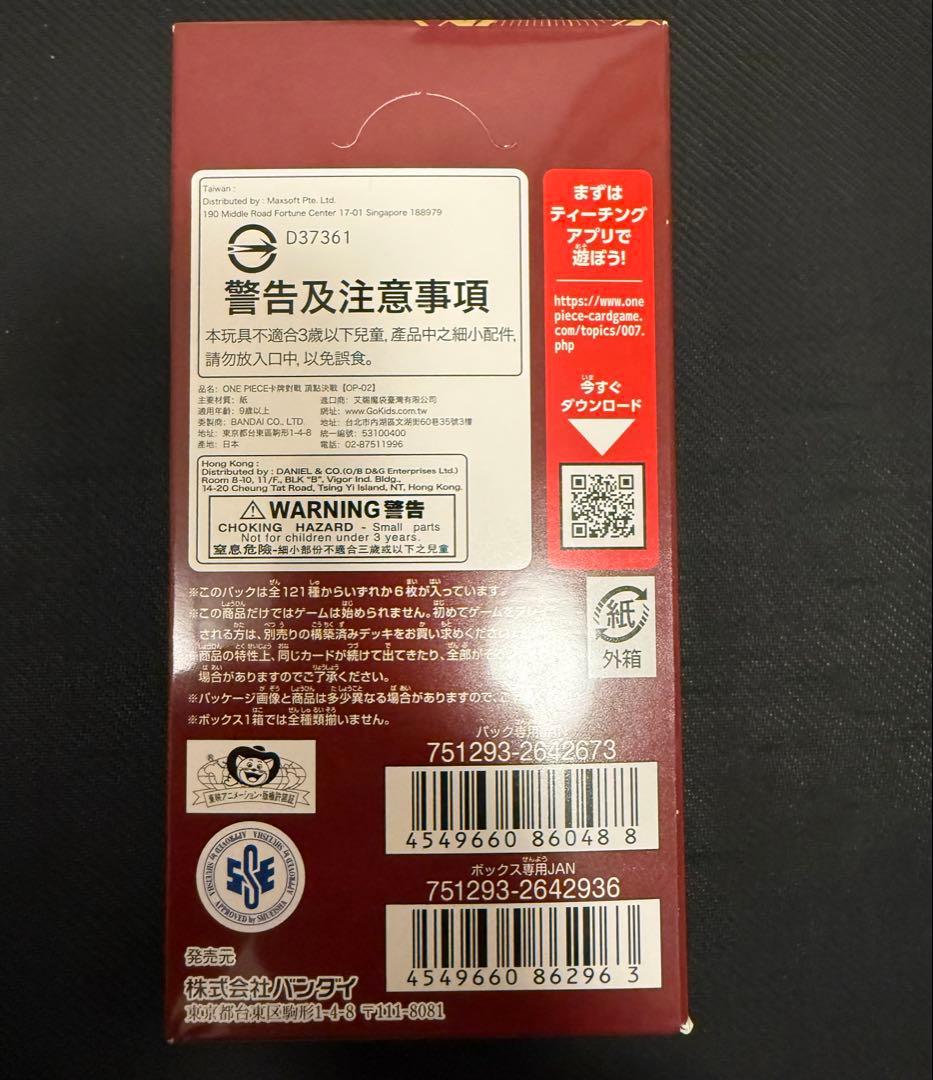 Taiwan :
Distributed by : Maxsoft Pte. Ltd.
190 Middle Road Fortune Center 17-01 Singapore 188979
D37361
警告及注意事項
本玩具不適合3歲以下兒童, 產品中之細小配件,
請勿放入口中, 以免誤食。
品名: ONE PIECE卡牌對戰 頂點決戰【OP-02】
主要材質: 紙 進口商: 艾端魔袋臺灣有限公司
適用年齡: 9歲以上 網址: www.GoKids.com.tw
委製商: BANDAI CO., LTD. 地址: 台北市內湖區文湖街60巷35號3樓
地址: 東京都台東區駒形1-4-8 統一編號: 53100400
產地: 日本 電話: 02-87511996
Hong Kong :
Distributed by : DANIEL & CO.(O/B D&G Enterprises Ltd.)
Room 8-10, 11/F., BLK "B", Vigor Ind. Bldg.,
14-20 Cheung Tat Road, Tsing Yi Island, NT, Hong Kong.
WARNING 警告
CHOKING HAZARD - Small parts
Not for children under 3 years.
窒息危險-細小部份不適合三歲或以下之兒童
まずは
ティーチング
アプリで
遊ぼう!
https://www.one
piece-cardgame.
com/topics/007.
php
今すぐ
ダウンロード
※このパックは全121種からいずれか6枚が入っています。
※この商品だけではゲームは始められません。初めてゲームをプレイ
される方は、別売りの構築済みデッキをお買い求めください
※商品の特性上、同じカードが続けて出てきたり、全部がそ
場合がありますのでご了承ください。
※パッケージ画像と商品は多少異なる場合がありますので、
※ボックス1箱では全種類揃いません。
紙
外箱
東映アニメーション・版権許諾証
APPROVED by SHUEISHA
パック専用JAN
751293-2642673
4549660 86048 8
ボックス専用JAN
751293-2642936
4549660 86296 3
発売元
株式会社バンダイ
東京都台東区駒形1-4-8 〒111-8081